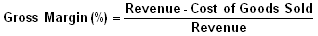 Gross Margin (%) = Revenue - Cost of Goods Sold
Revenue